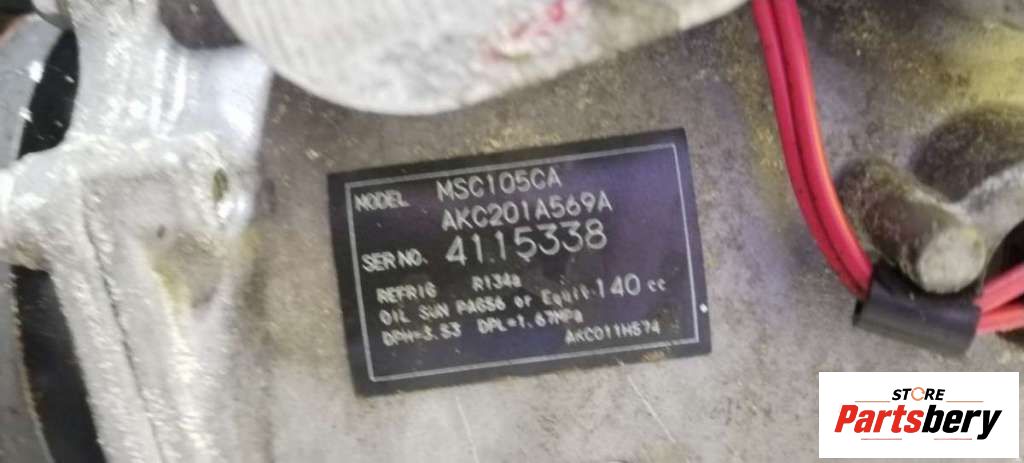 MODEL MSC105CA
AKC201A569A
SER NO. 4115338
REFRIG R134a
OIL SUN PAG56 or Equit. 140 cc
DPH=3.53 DPL=1.67MPa
AKC011H574
STORE
Partsbery